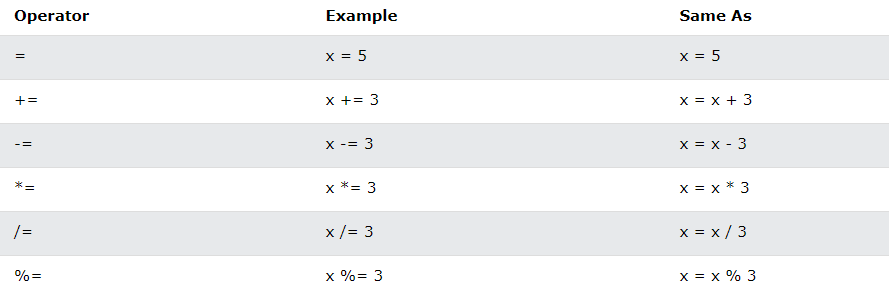 Operator Example Same As
= x = 5 x = 5
+= x += 3 x = x + 3
-= x -= 3 x = x - 3
*= x *= 3 x = x * 3
/= x /= 3 x = x / 3
%= x %= 3 x = x % 3